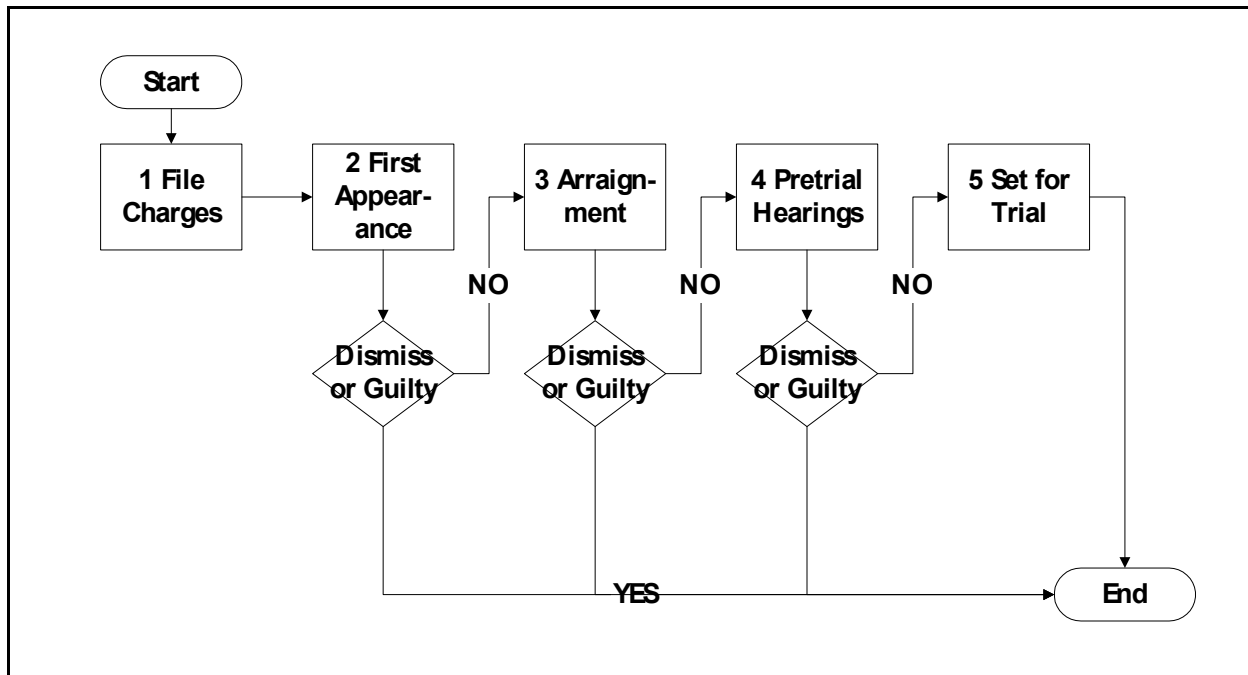 Start
1 File
Charges
2 First
Appear-
ance
3 Arraign-
ment
4 Pretrial
Hearings
5 Set for
Trial
NO
NO
NO
Dismiss
or Guilty
Dismiss
or Guilty
Dismiss
or Guilty
YES
End